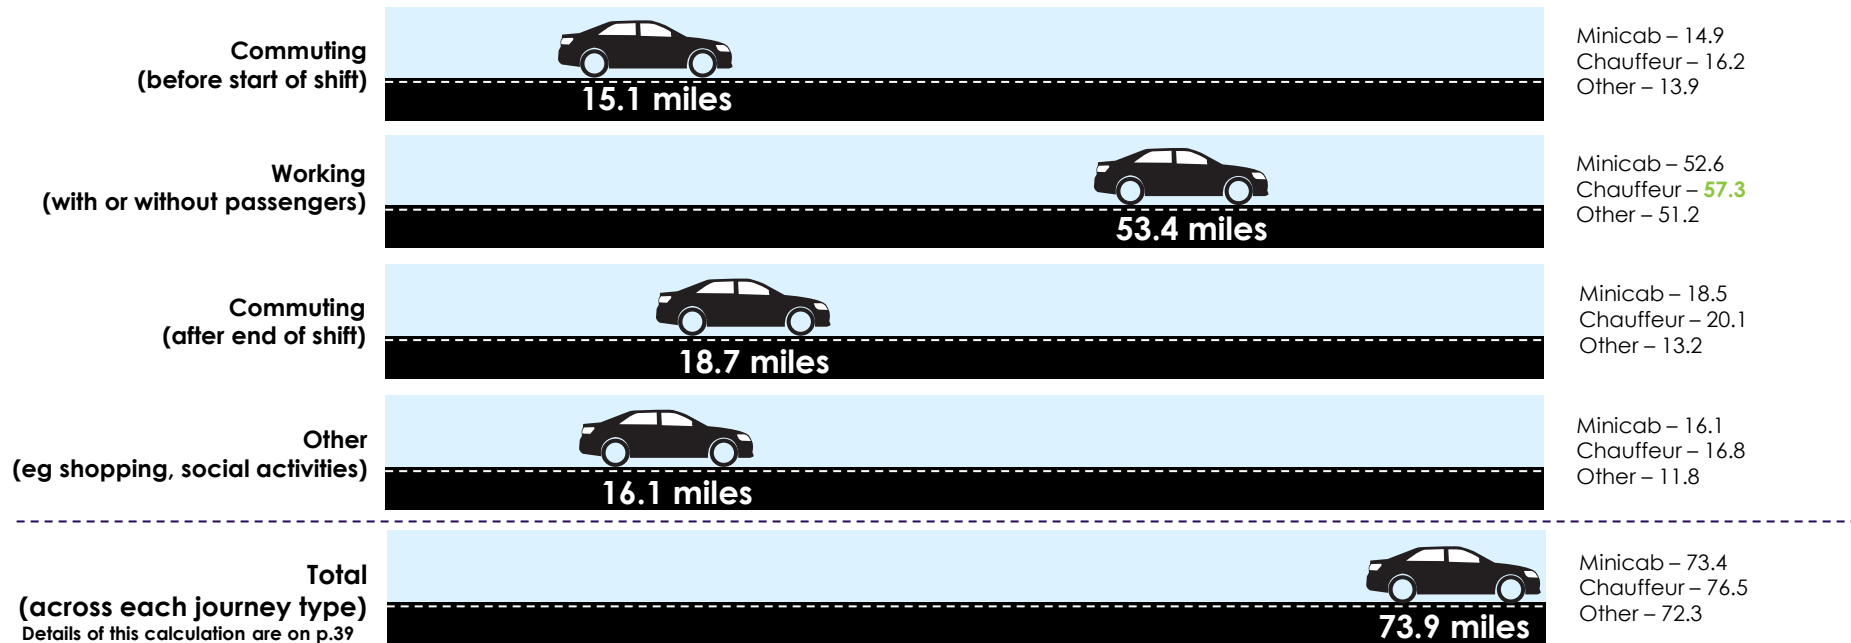 Commuting
(before start of shift)
15.1 miles
Minicab – 14.9
Chauffeur – 16.2
Other – 13.9
Working
(with or without passengers)
53.4 miles
Minicab – 52.6
Chauffeur – 57.3
Other – 51.2
Commuting
(after end of shift)
18.7 miles
Minicab – 18.5
Chauffeur – 20.1
Other – 13.2
Other
(eg shopping, social activities)
16.1 miles
Minicab – 16.1
Chauffeur – 16.8
Other – 11.8
Total
(across each journey type)
Details of this calculation are on p.39
73.9 miles
Minicab – 73.4
Chauffeur – 76.5
Other – 72.3